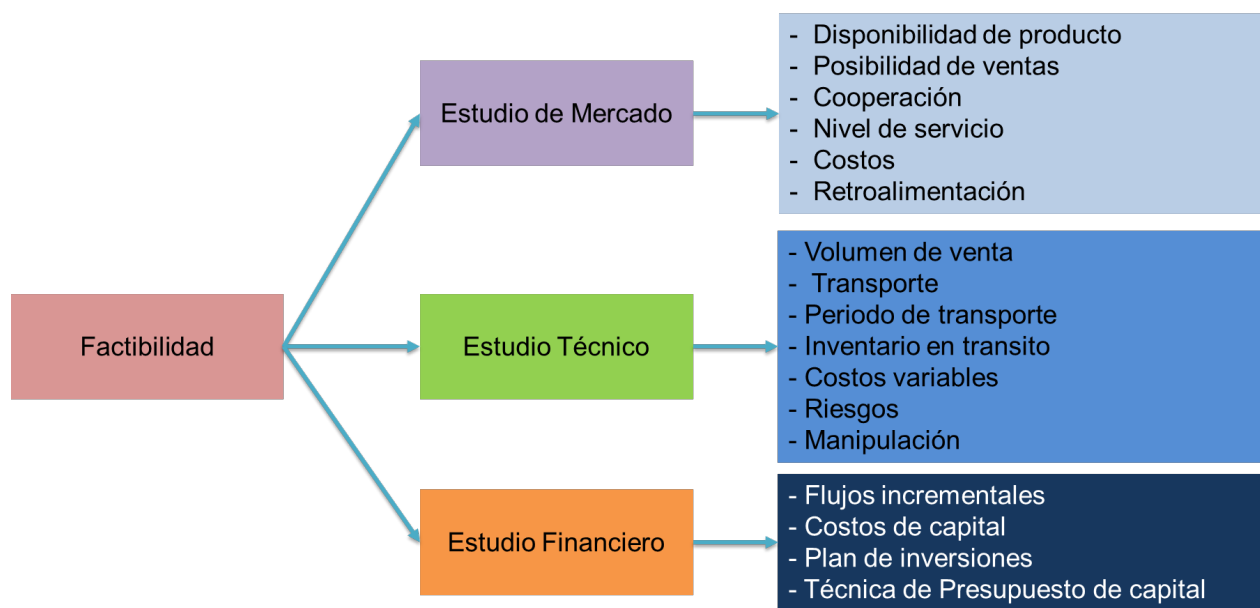 Factibilidad
Estudio de Mercado
- Disponibilidad de producto
- Posibilidad de ventas
- Cooperación
- Nivel de servicio
- Costos
- Retroalimentación
Estudio Técnico
- Volumen de venta
- Transporte
- Periodo de transporte
- Inventario en transito
- Costos variables
- Riesgos
- Manipulación
Estudio Financiero
- Flujos incrementales
- Costos de capital
- Plan de inversiones
- Técnica de Presupuesto de capital